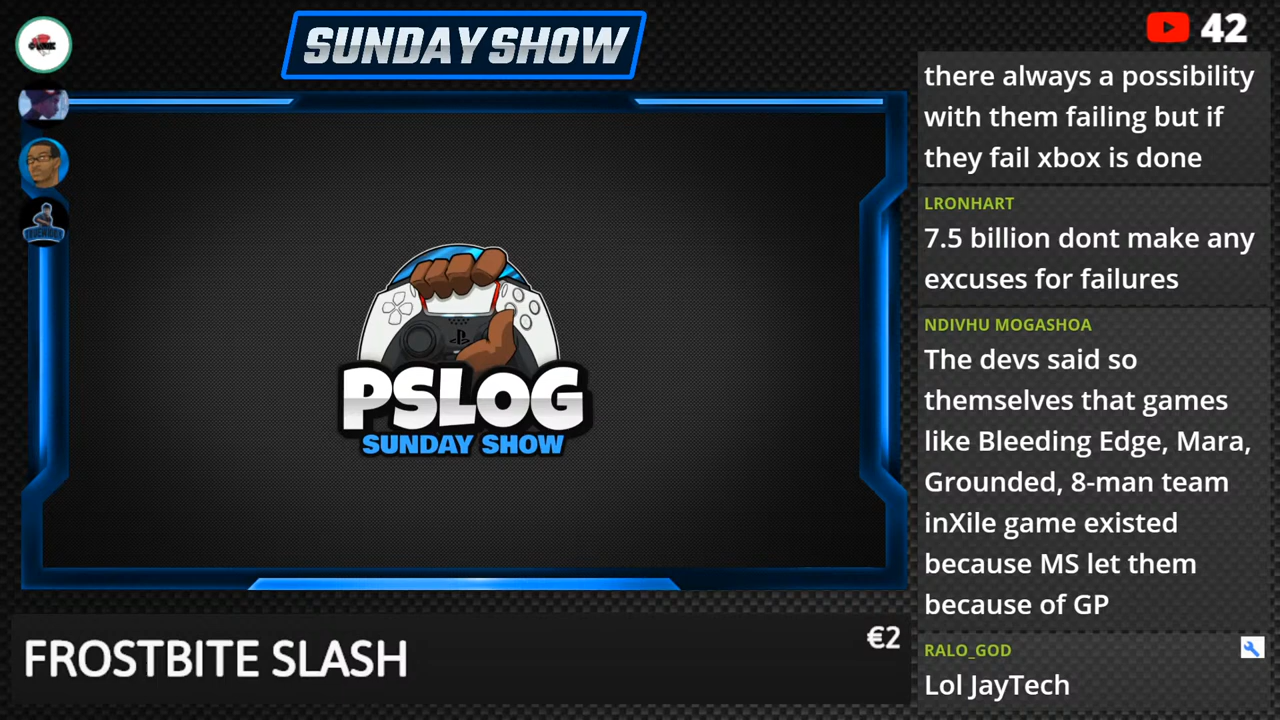 SUNDAY SHOW
42
there always a possibility
with them failing but if
they fail xbox is done
LRONHART
7.5 billion dont make any
excuses for failures
NDIVHU MOGASHOA
The devs said so
themselves that games
like Bleeding Edge, Mara,
Grounded, 8-man team
inXile game existed
because MS let them
because of GP
RALO_GOD
Lol JayTech
PSLOG
SUNDAY SHOW
FROSTBITE SLASH
€2